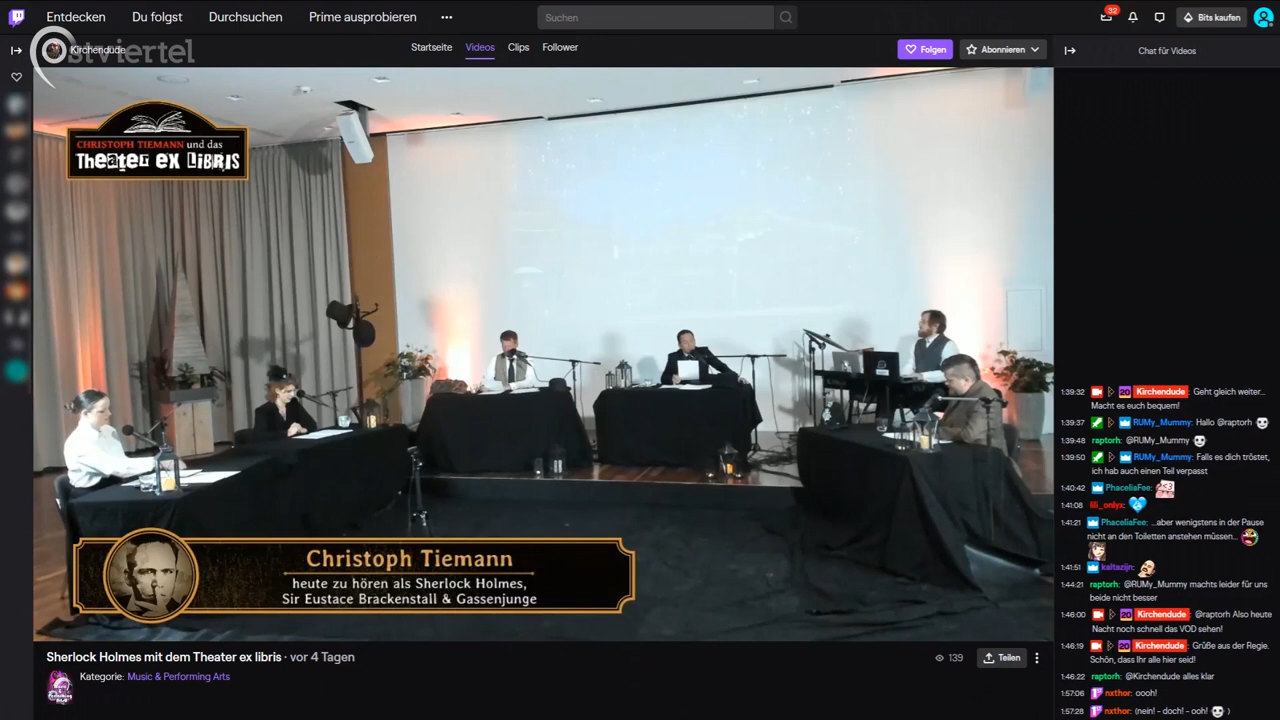 Entdecken
Du folgst
Durchsuchen
Prime ausprobieren
Suchen
32
Bits kaufen
Ostviertel
Kirchendude
Startseite
Videos
Clips
Follower
Folgen
Abonnieren
Chat für Videos
CHRISTOPH TIEMANN und das
Theater ex LiBRiS
Christoph Tiemann
heute zu hören als Sherlock Holmes,
Sir Eustace Brackenstall & Gassenjunge
Sherlock Holmes mit dem Theater ex libris · vor 4 Tagen
139
Teilen
Kategorie: Music & Performing Arts
1:39:32 20 Kirchendude: Geht gleich weiter...
Macht es euch bequem!
1:39:37 RUMy_Mummy: Hallo @raptorh
1:39:48 raptorh: @RUMy_Mummy
1:39:50 RUMy_Mummy: Falls es dich tröstet,
ich hab auch einen Teil verpasst
1:40:42 PhaceliaFee:
1:41:08 lili_onlyx:
1:41:21 PhaceliaFee: ...aber wenigstens in der Pause
nicht an den Toiletten anstehen müssen...
1:41:51 kaltazijn:
1:44:21 raptorh: @RUMy_Mummy machts leider für uns
beide nicht besser
1:46:00 20 Kirchendude: @raptorh Also heute
Nacht noch schnell das VOD sehen!
1:46:19 20 Kirchendude: Grüße aus der Regie.
Schön, dass Ihr alle hier seid!
1:46:22 raptorh: @Kirchendude alles klar
1:57:06 nxthor: oooh!
1:57:28 nxthor: (nein! - doch! - ooh! )